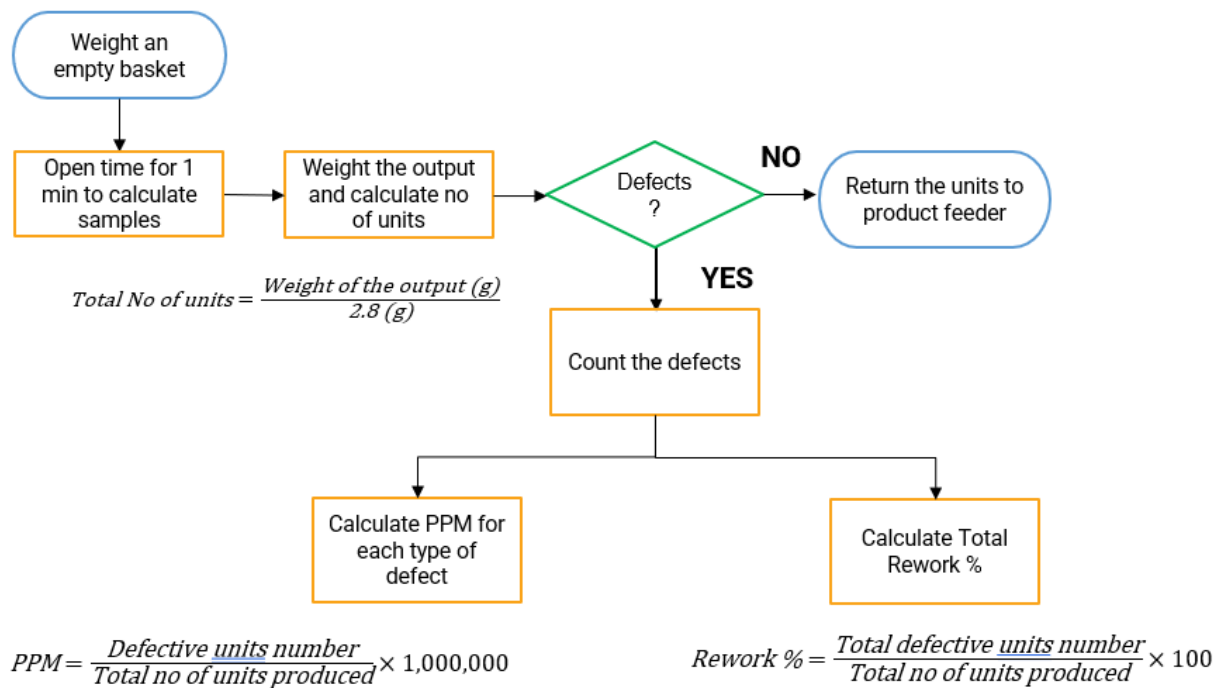 Weight an
empty basket
Open time for 1
min to calculate
samples
Weight the output
and calculate no
of units
Defects
?
NO
Return the units to
product feeder
YES
Total No of units = Weight of the output (g) / 2.8 (g)
Count the defects
Calculate PPM for
each type of
defect
Calculate Total
Rework %
PPM = Defective units number / Total no of units produced × 1,000,000
Rework % = Total defective units number / Total no of units produced × 100